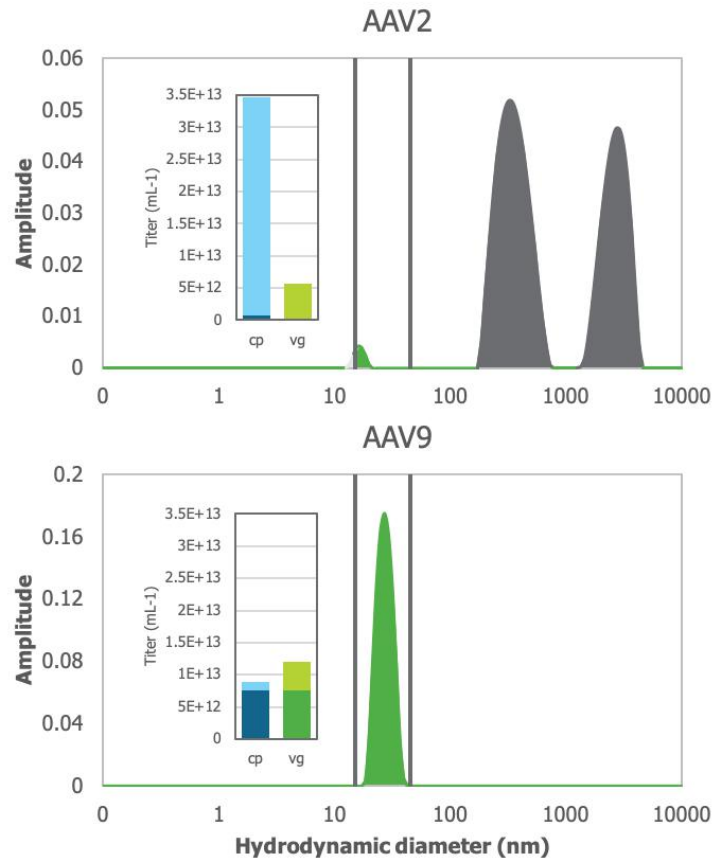 AAV2
Amplitude
0.06
0.05
0.04
0.03
0.02
0.01
0
0 1 10 100 1000 10000
Titer (mL-1)
3.5E+13
3E+13
2.5E+13
2E+13
1.5E+13
1E+13
5E+12
0
cp vg
AAV9
Amplitude
0.2
0.16
0.12
0.08
0.04
0
0 1 10 100 1000 10000
Titer (mL-1)
3.5E+13
3E+13
2.5E+13
2E+13
1.5E+13
1E+13
5E+12
0
cp vg
Hydrodynamic diameter (nm)